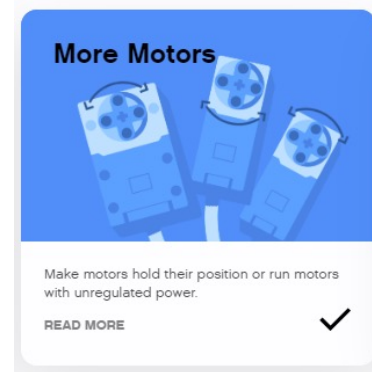 More Motors
Make motors hold their position or run motors
with unregulated power.
READ MORE